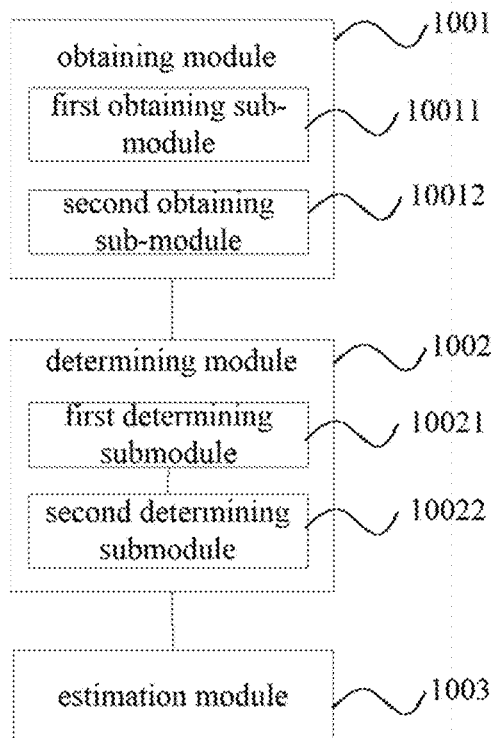 1001
obtaining module
first obtaining sub-
module
10011
second obtaining
sub-module
10012
determining module
1002
first determining
submodule
10021
second determining
submodule
10022
estimation module
1003